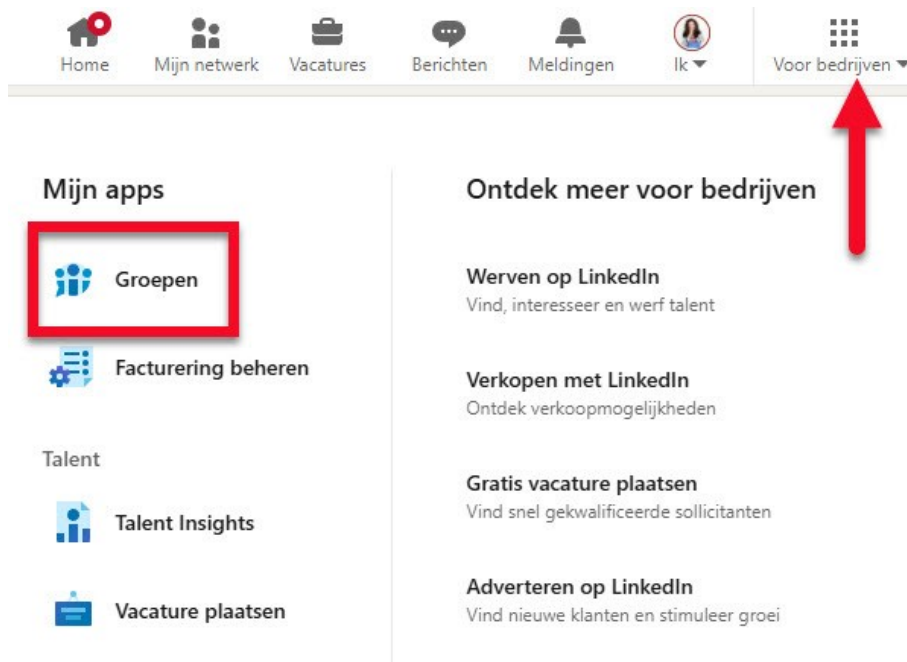 Home
Mijn netwerk
Vacatures
Berichten
Meldingen
Ik
Voor bedrijven
Mijn apps
Groepen
Facturering beheren
Talent
Talent Insights
Vacature plaatsen
Ontdek meer voor bedrijven
Werven op LinkedIn
Vind, interesseer en werf talent
Verkopen met LinkedIn
Ontdek verkoopmogelijkheden
Gratis vacature plaatsen
Vind snel gekwalificeerde sollicitanten
Adverteren op LinkedIn
Vind nieuwe klanten en stimuleer groei